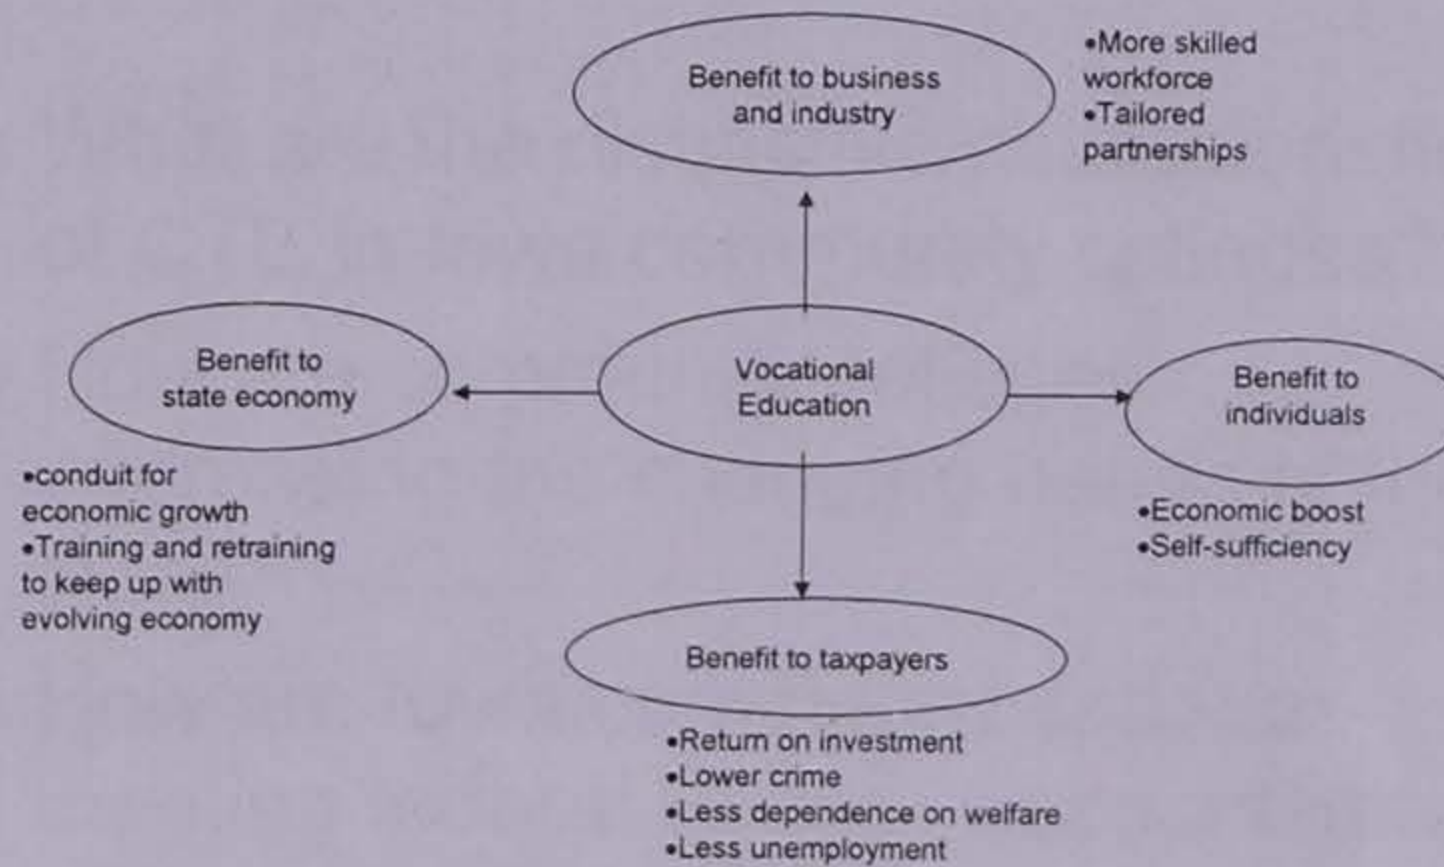 Benefit to business
and industry
•More skilled
workforce
•Tailored
partnerships
Benefit to
state economy
•conduit for
economic growth
•Training and retraining
to keep up with
evolving economy
Vocational
Education
Benefit to
individuals
•Economic boost
•Self-sufficiency
Benefit to taxpayers
•Return on investment
•Lower crime
•Less dependence on welfare
•Less unemployment